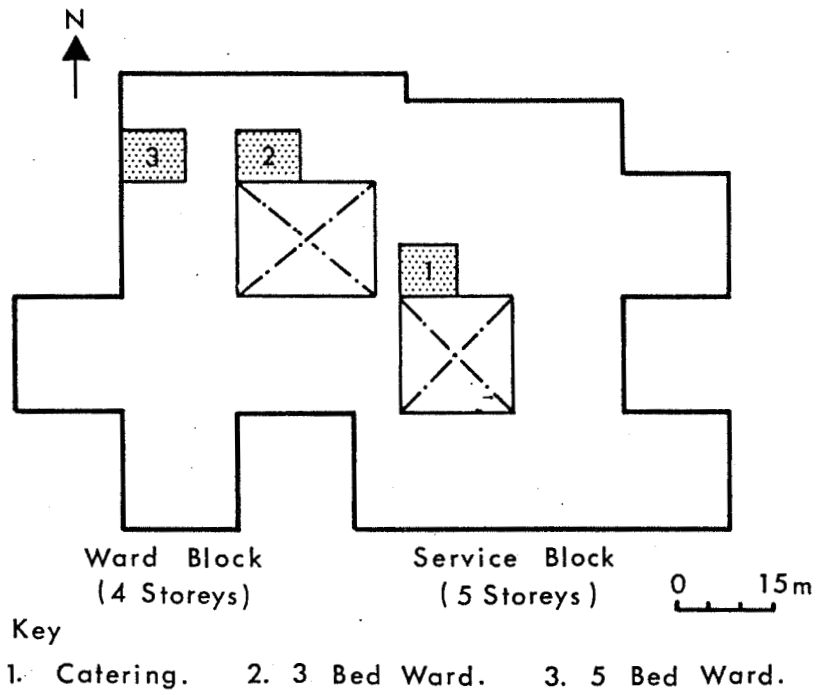 N
3
2
1
Ward Block
(4 Storeys)
Service Block
(5 Storeys)
0 15m
Key
1. Catering. 2. 3 Bed Ward. 3. 5 Bed Ward.